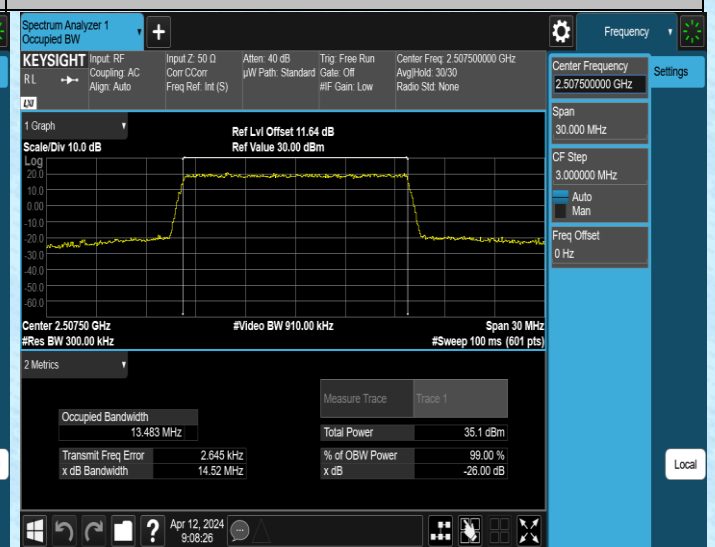 Spectrum Analyzer 1
Occupied BW
+
Frequency
KEYSIGHT
R L
LXI
Input: RF
Coupling: AC
Align: Auto
Input Z: 50 Ω
Corr CCorr
Freq Ref: Int (S)
Atten: 40 dB
µW Path: Standard
Trig: Free Run
Gate: Off
#IF Gain: Low
Center Freq: 2.507500000 GHz
Avg|Hold: 30/30
Radio Std: None
Center Frequency
2.507500000 GHz
Settings
Span
30.000 MHz
CF Step
3.000000 MHz
Auto
Man
Freq Offset
0 Hz
1 Graph
Scale/Div 10.0 dB
Ref Lvl Offset 11.64 dB
Ref Value 30.00 dBm
Log
20.0
10.0
0.00
-10.0
-20.0
-30.0
-40.0
-50.0
-60.0
Center 2.50750 GHz
#Video BW 910.00 kHz
Span 30 MHz
#Res BW 300.00 kHz
#Sweep 100 ms (601 pts)
2 Metrics
Measure Trace
Trace 1
Occupied Bandwidth
13.483 MHz
Total Power
35.1 dBm
Transmit Freq Error
2.645 kHz
% of OBW Power
99.00 %
x dB Bandwidth
14.52 MHz
x dB
-26.00 dB
Local
?
Apr 12, 2024
9:08:26